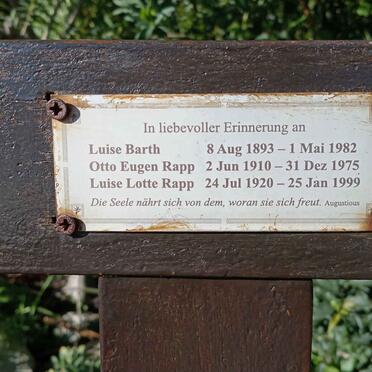 In liebevoller Erinnerung an
Luise Barth 8 Aug 1893 – 1 Mai 1982
Otto Eugen Rapp 2 Jun 1910 – 31 Dez 1975
Luise Lotte Rapp 24 Jul 1920 – 25 Jan 1999
Die Seele nährt sich von dem, woran sie sich freut. Augustious